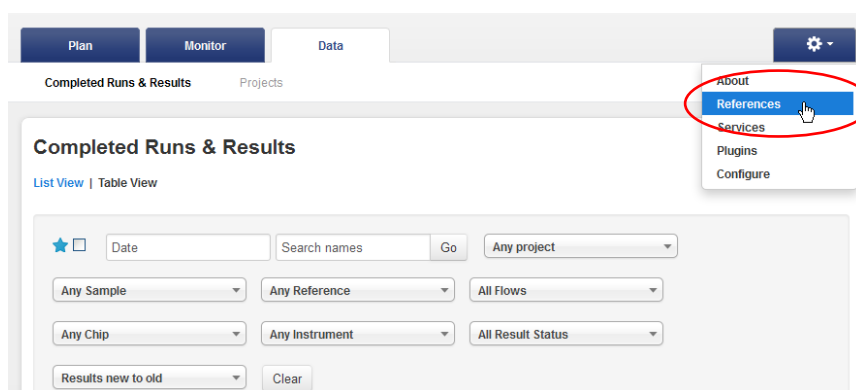 Plan Monitor Data
Completed Runs & Results Projects
About
References
Services
Plugins
Configure
Completed Runs & Results
List View | Table View
Date Search names Go Any project
Any Sample Any Reference All Flows
Any Chip Any Instrument All Result Status
Results new to old Clear